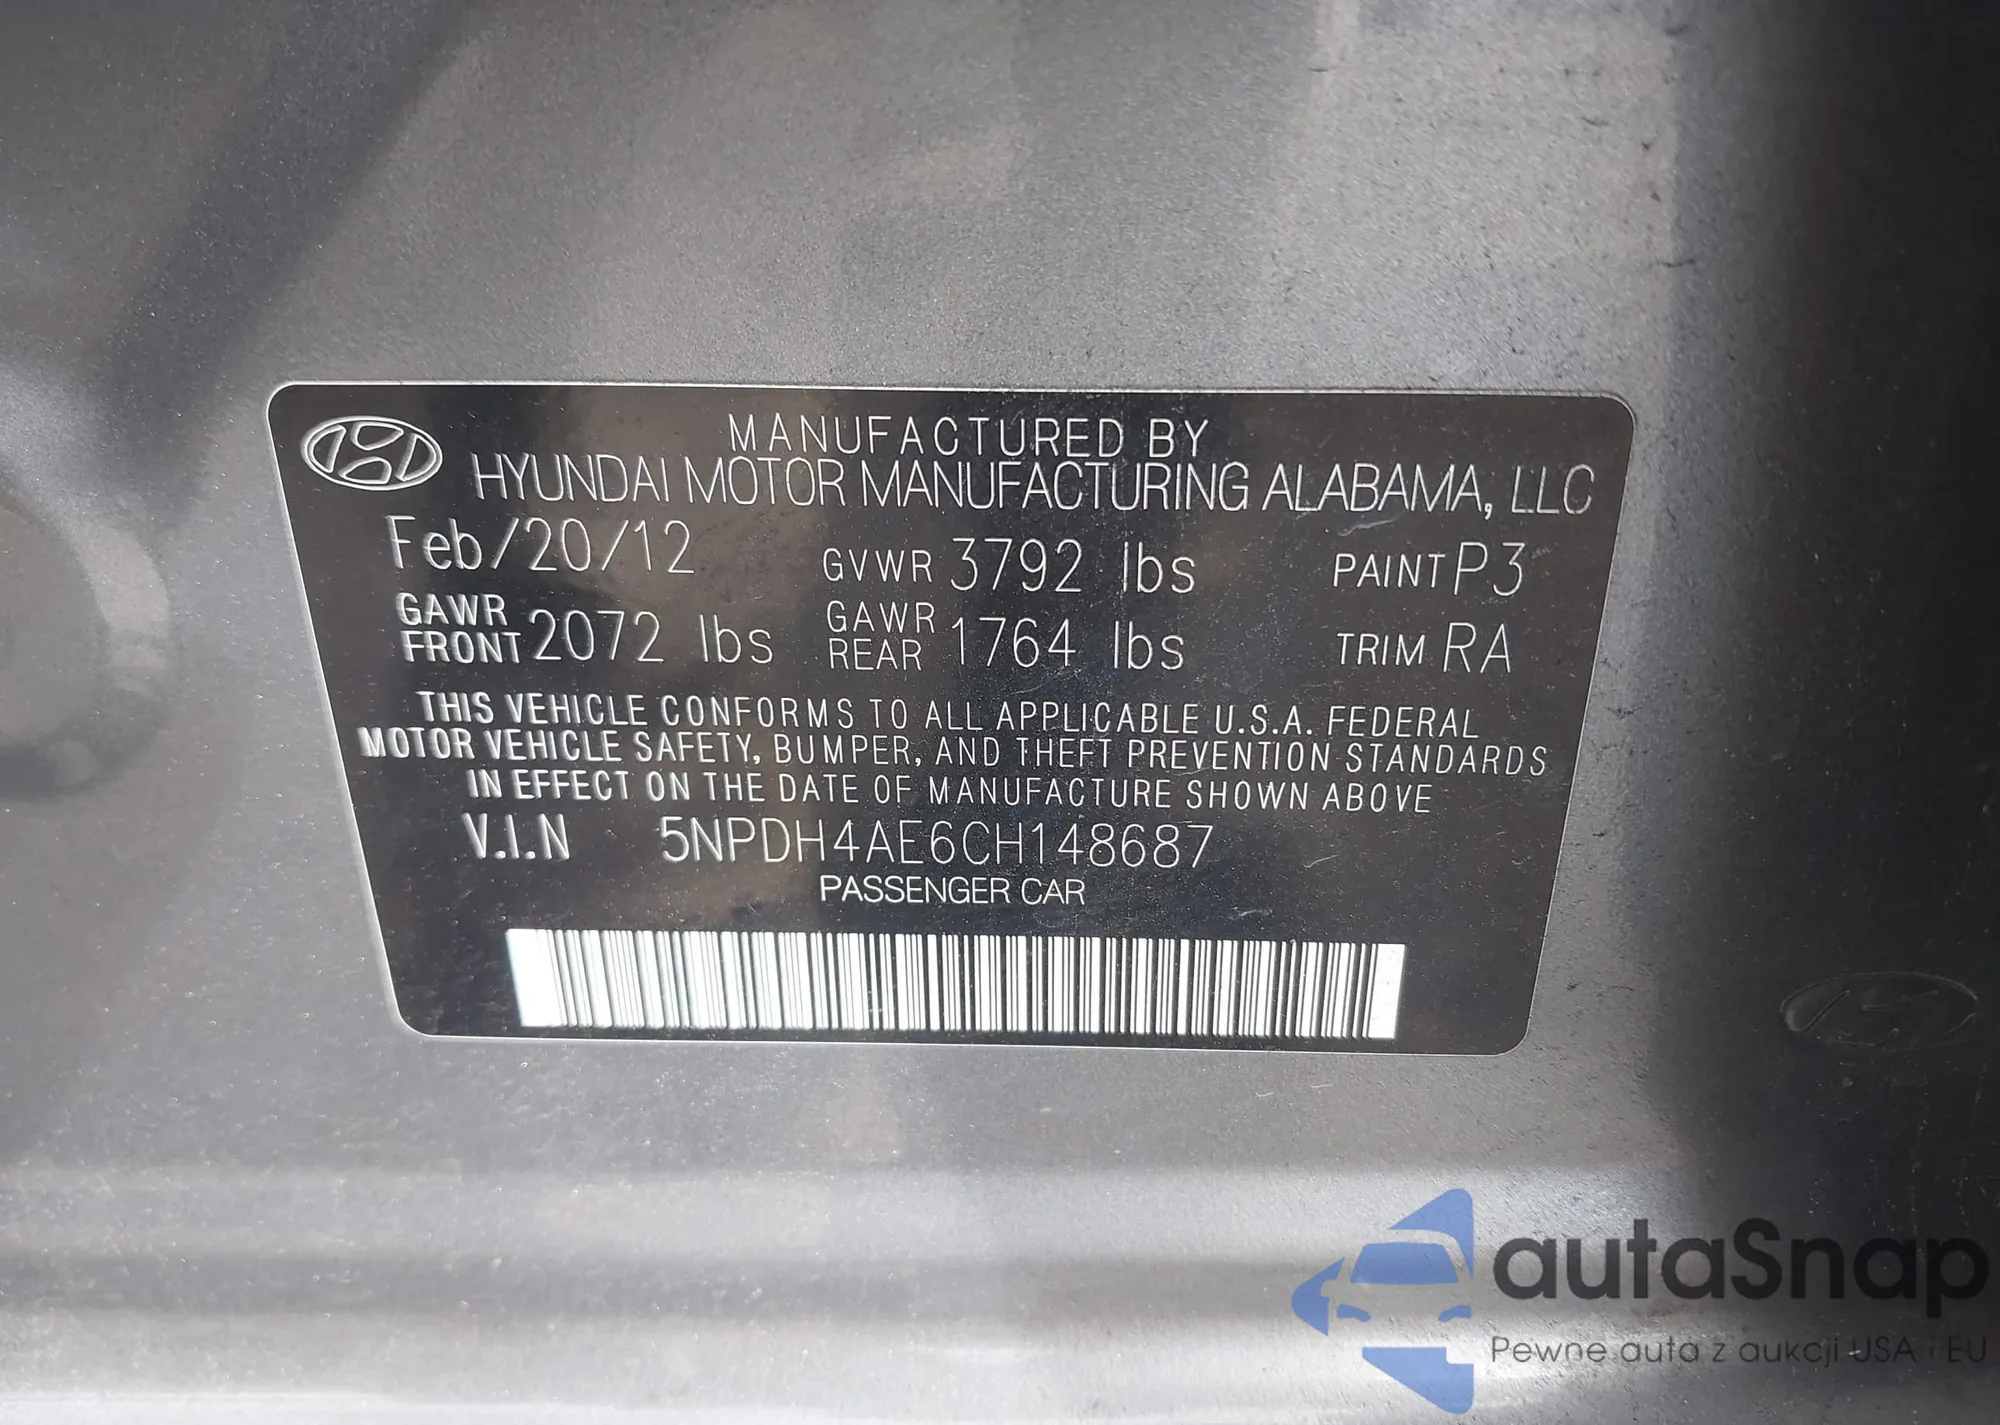 MANUFACTURED BY
HYUNDAI MOTOR MANUFACTURING ALABAMA, LLC
Feb/20/12 GVWR 3792 lbs PAINT P3
GAWR FRONT 2072 lbs GAWR REAR 1764 lbs TRIM RA
THIS VEHICLE CONFORMS TO ALL APPLICABLE U.S.A. FEDERAL
MOTOR VEHICLE SAFETY, BUMPER, AND THEFT PREVENTION STANDARDS
IN EFFECT ON THE DATE OF MANUFACTURE SHOWN ABOVE
V.I.N 5NPDH4AE6CH148687
PASSENGER CAR
autaSnap
Pewne auta z aukcji USA i EU